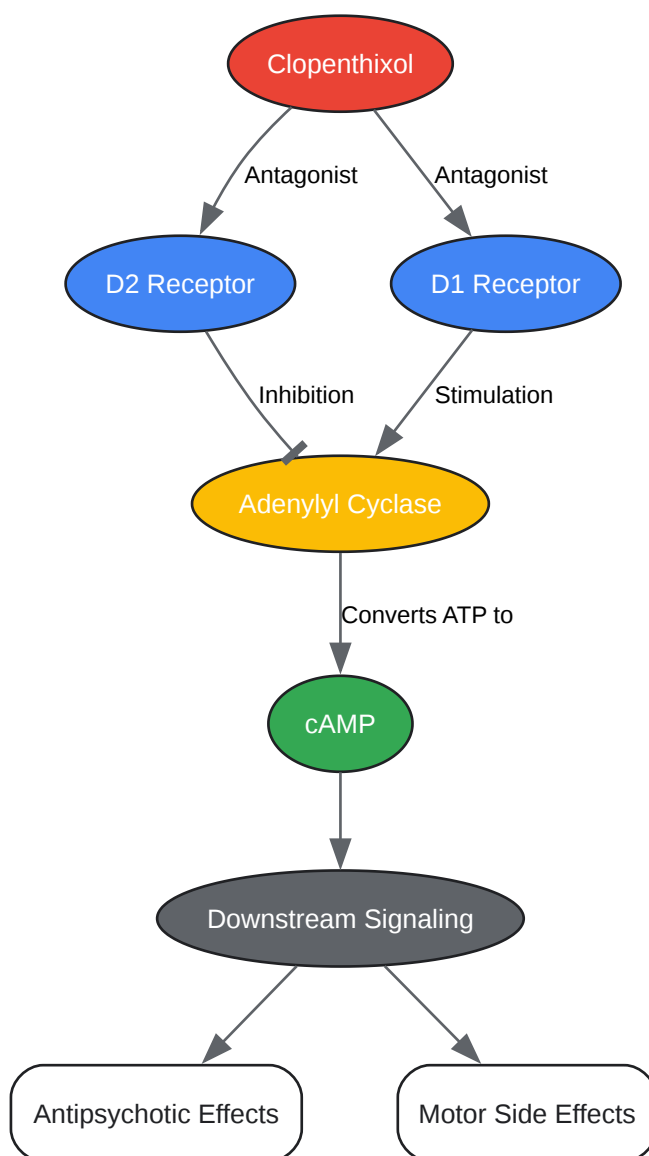 Clopenthixol
Antagonist
Antagonist
D2 Receptor
D1 Receptor
Inhibition
Stimulation
Adenylyl Cyclase
Converts ATP to
cAMP
Downstream Signaling
Antipsychotic Effects
Motor Side Effects